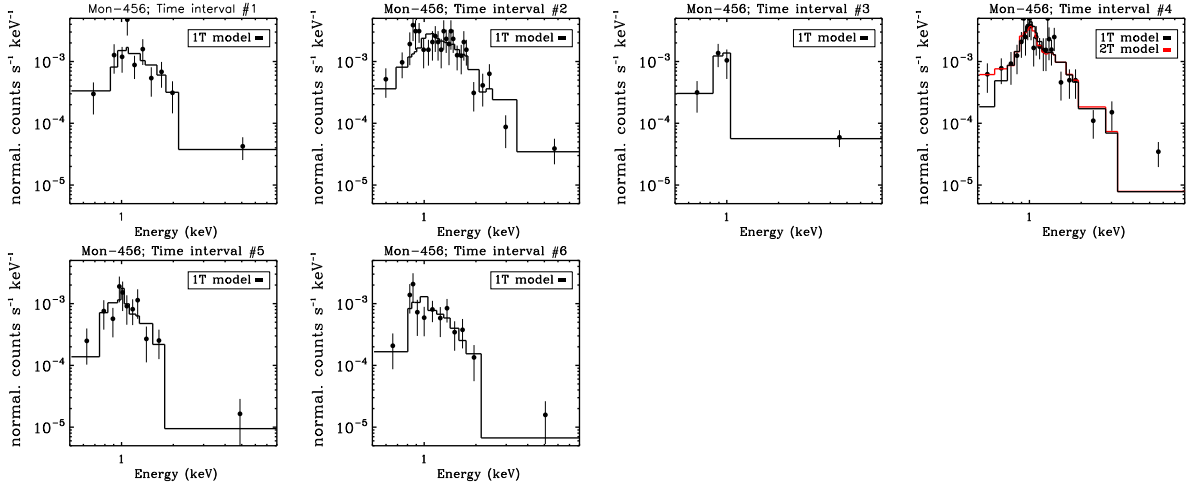 Mon-456; Time interval #1
1T model
10⁻³
10⁻⁴
10⁻⁵
normal. counts s⁻¹ keV⁻¹
1
Energy (keV)
Mon-456; Time interval #2
1T model
10⁻³
10⁻⁴
10⁻⁵
normal. counts s⁻¹ keV⁻¹
1
Energy (keV)
Mon-456; Time interval #3
1T model
10⁻³
10⁻⁴
10⁻⁵
normal. counts s⁻¹ keV⁻¹
1
Energy (keV)
Mon-456; Time interval #4
1T model
2T model
10⁻³
10⁻⁴
10⁻⁵
normal. counts s⁻¹ keV⁻¹
1
Energy (keV)
Mon-456; Time interval #5
1T model
10⁻³
10⁻⁴
10⁻⁵
normal. counts s⁻¹ keV⁻¹
1
Energy (keV)
Mon-456; Time interval #6
1T model
10⁻³
10⁻⁴
10⁻⁵
normal. counts s⁻¹ keV⁻¹
1
Energy (keV)